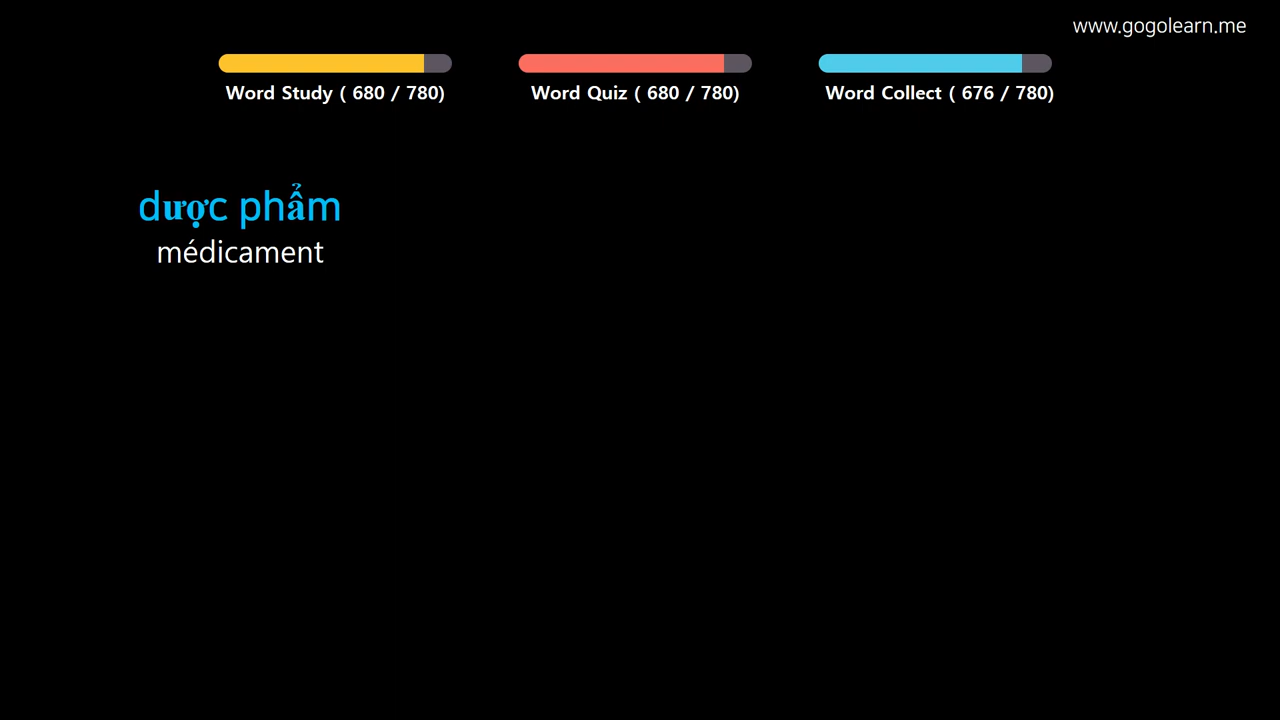 www.gogolearn.me
Word Study ( 680 / 780)
Word Quiz ( 680 / 780)
Word Collect ( 676 / 780)
dược phẩm
médicament